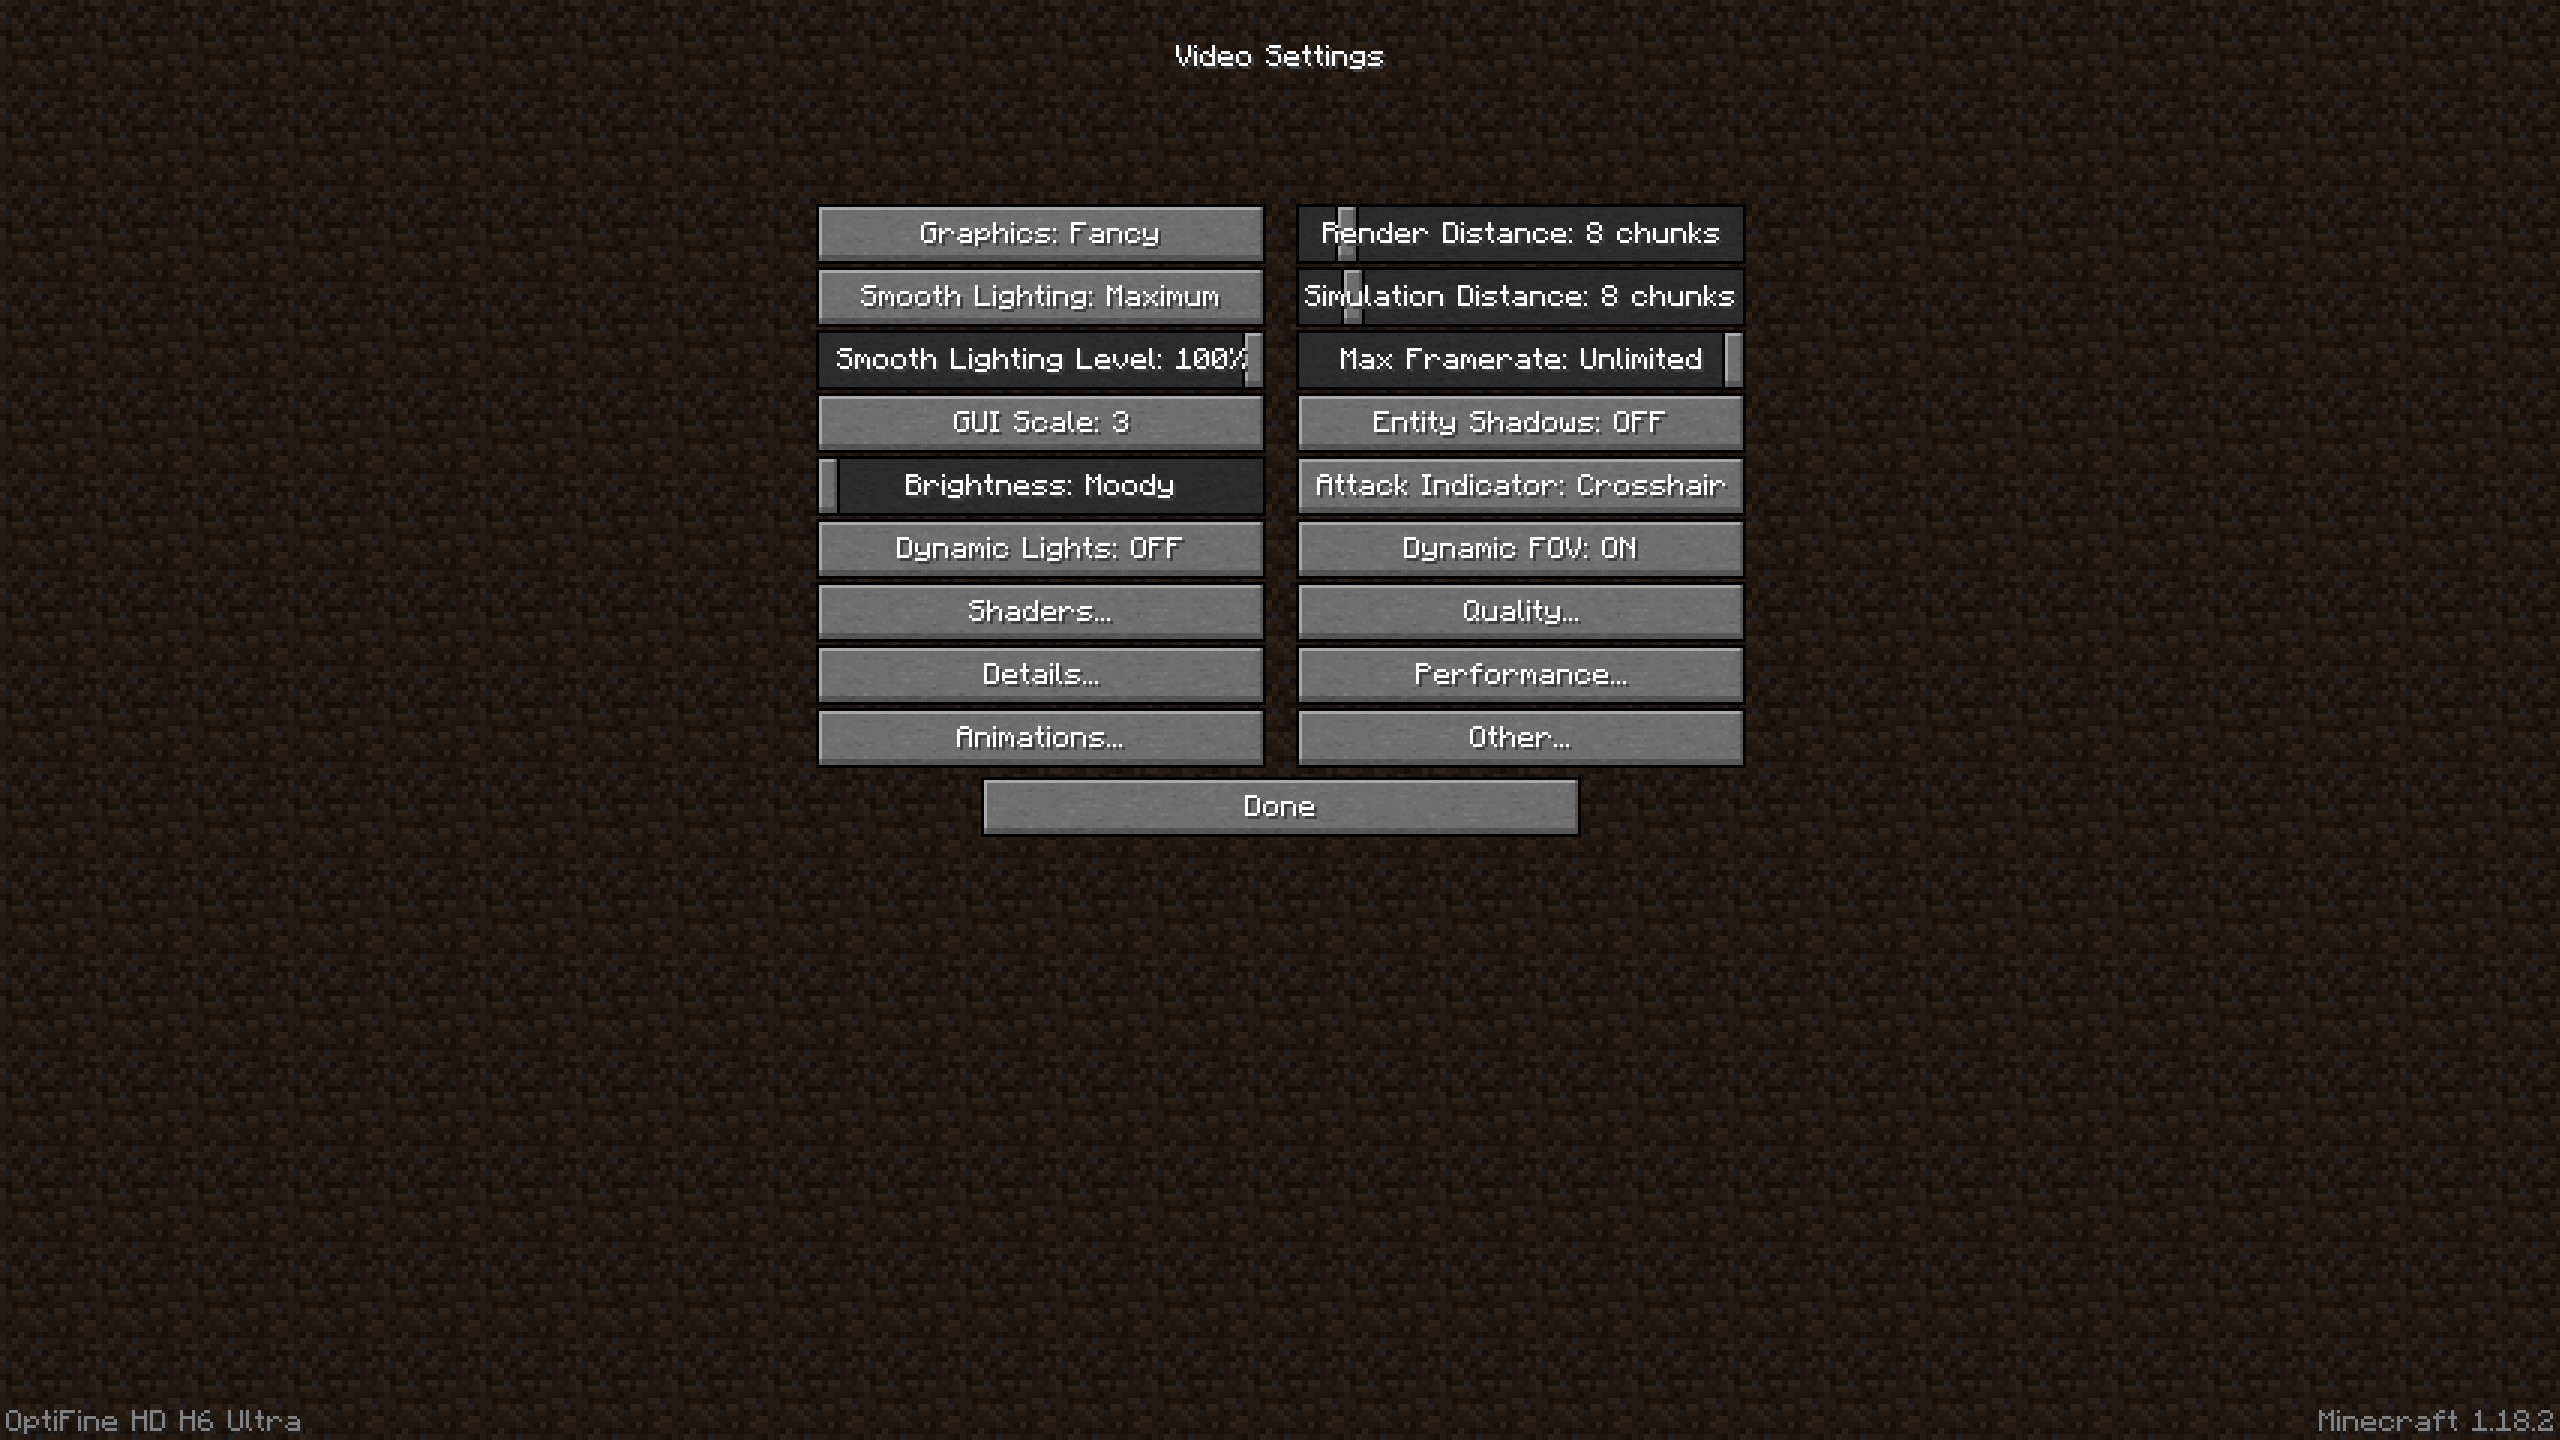 Video Settings
Graphics: Fancy
Render Distance: 8 chunks
Smooth Lighting: Maximum
Simulation Distance: 8 chunks
Smooth Lighting Level: 100%
Max Framerate: Unlimited
GUI Scale: 3
Entity Shadows: OFF
Brightness: Moody
Attack Indicator: Crosshair
Dynamic Lights: OFF
Dynamic FOV: ON
Shaders...
Quality...
Details...
Performance...
Animations...
Other...
Done
OptiFine HD H6 Ultra
Minecraft 1.18.2